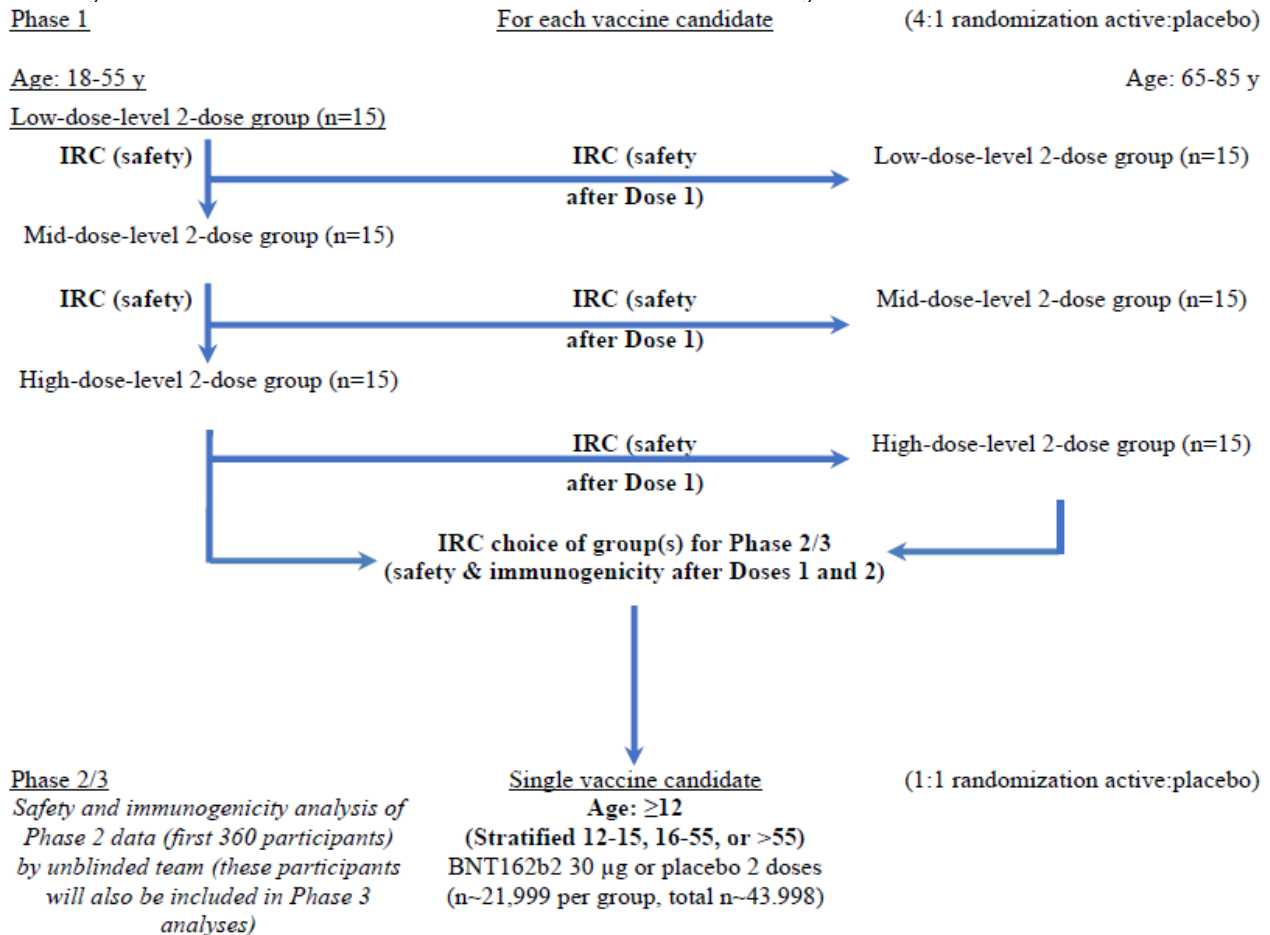 Phase 1 For each vaccine candidate (4:1 randomization active:placebo)
Age: 18-55 y Age: 65-85 y
Low-dose-level 2-dose group (n=15)
IRC (safety) IRC (safety Low-dose-level 2-dose group (n=15)
after Dose 1)
Mid-dose-level 2-dose group (n=15)
IRC (safety) IRC (safety Mid-dose-level 2-dose group (n=15)
after Dose 1)
High-dose-level 2-dose group (n=15)
IRC (safety High-dose-level 2-dose group (n=15)
after Dose 1)
IRC choice of group(s) for Phase 2/3
(safety & immunogenicity after Doses 1 and 2)
Phase 2/3 Single vaccine candidate (1:1 randomization active:placebo)
Safety and immunogenicity analysis of Age: ≥12
Phase 2 data (first 360 participants) (Stratified 12-15, 16-55, or >55)
by unblinded team (these participants BNT162b2 30 µg or placebo 2 doses
will also be included in Phase 3 (n~21,999 per group, total n~43.998)
analyses)